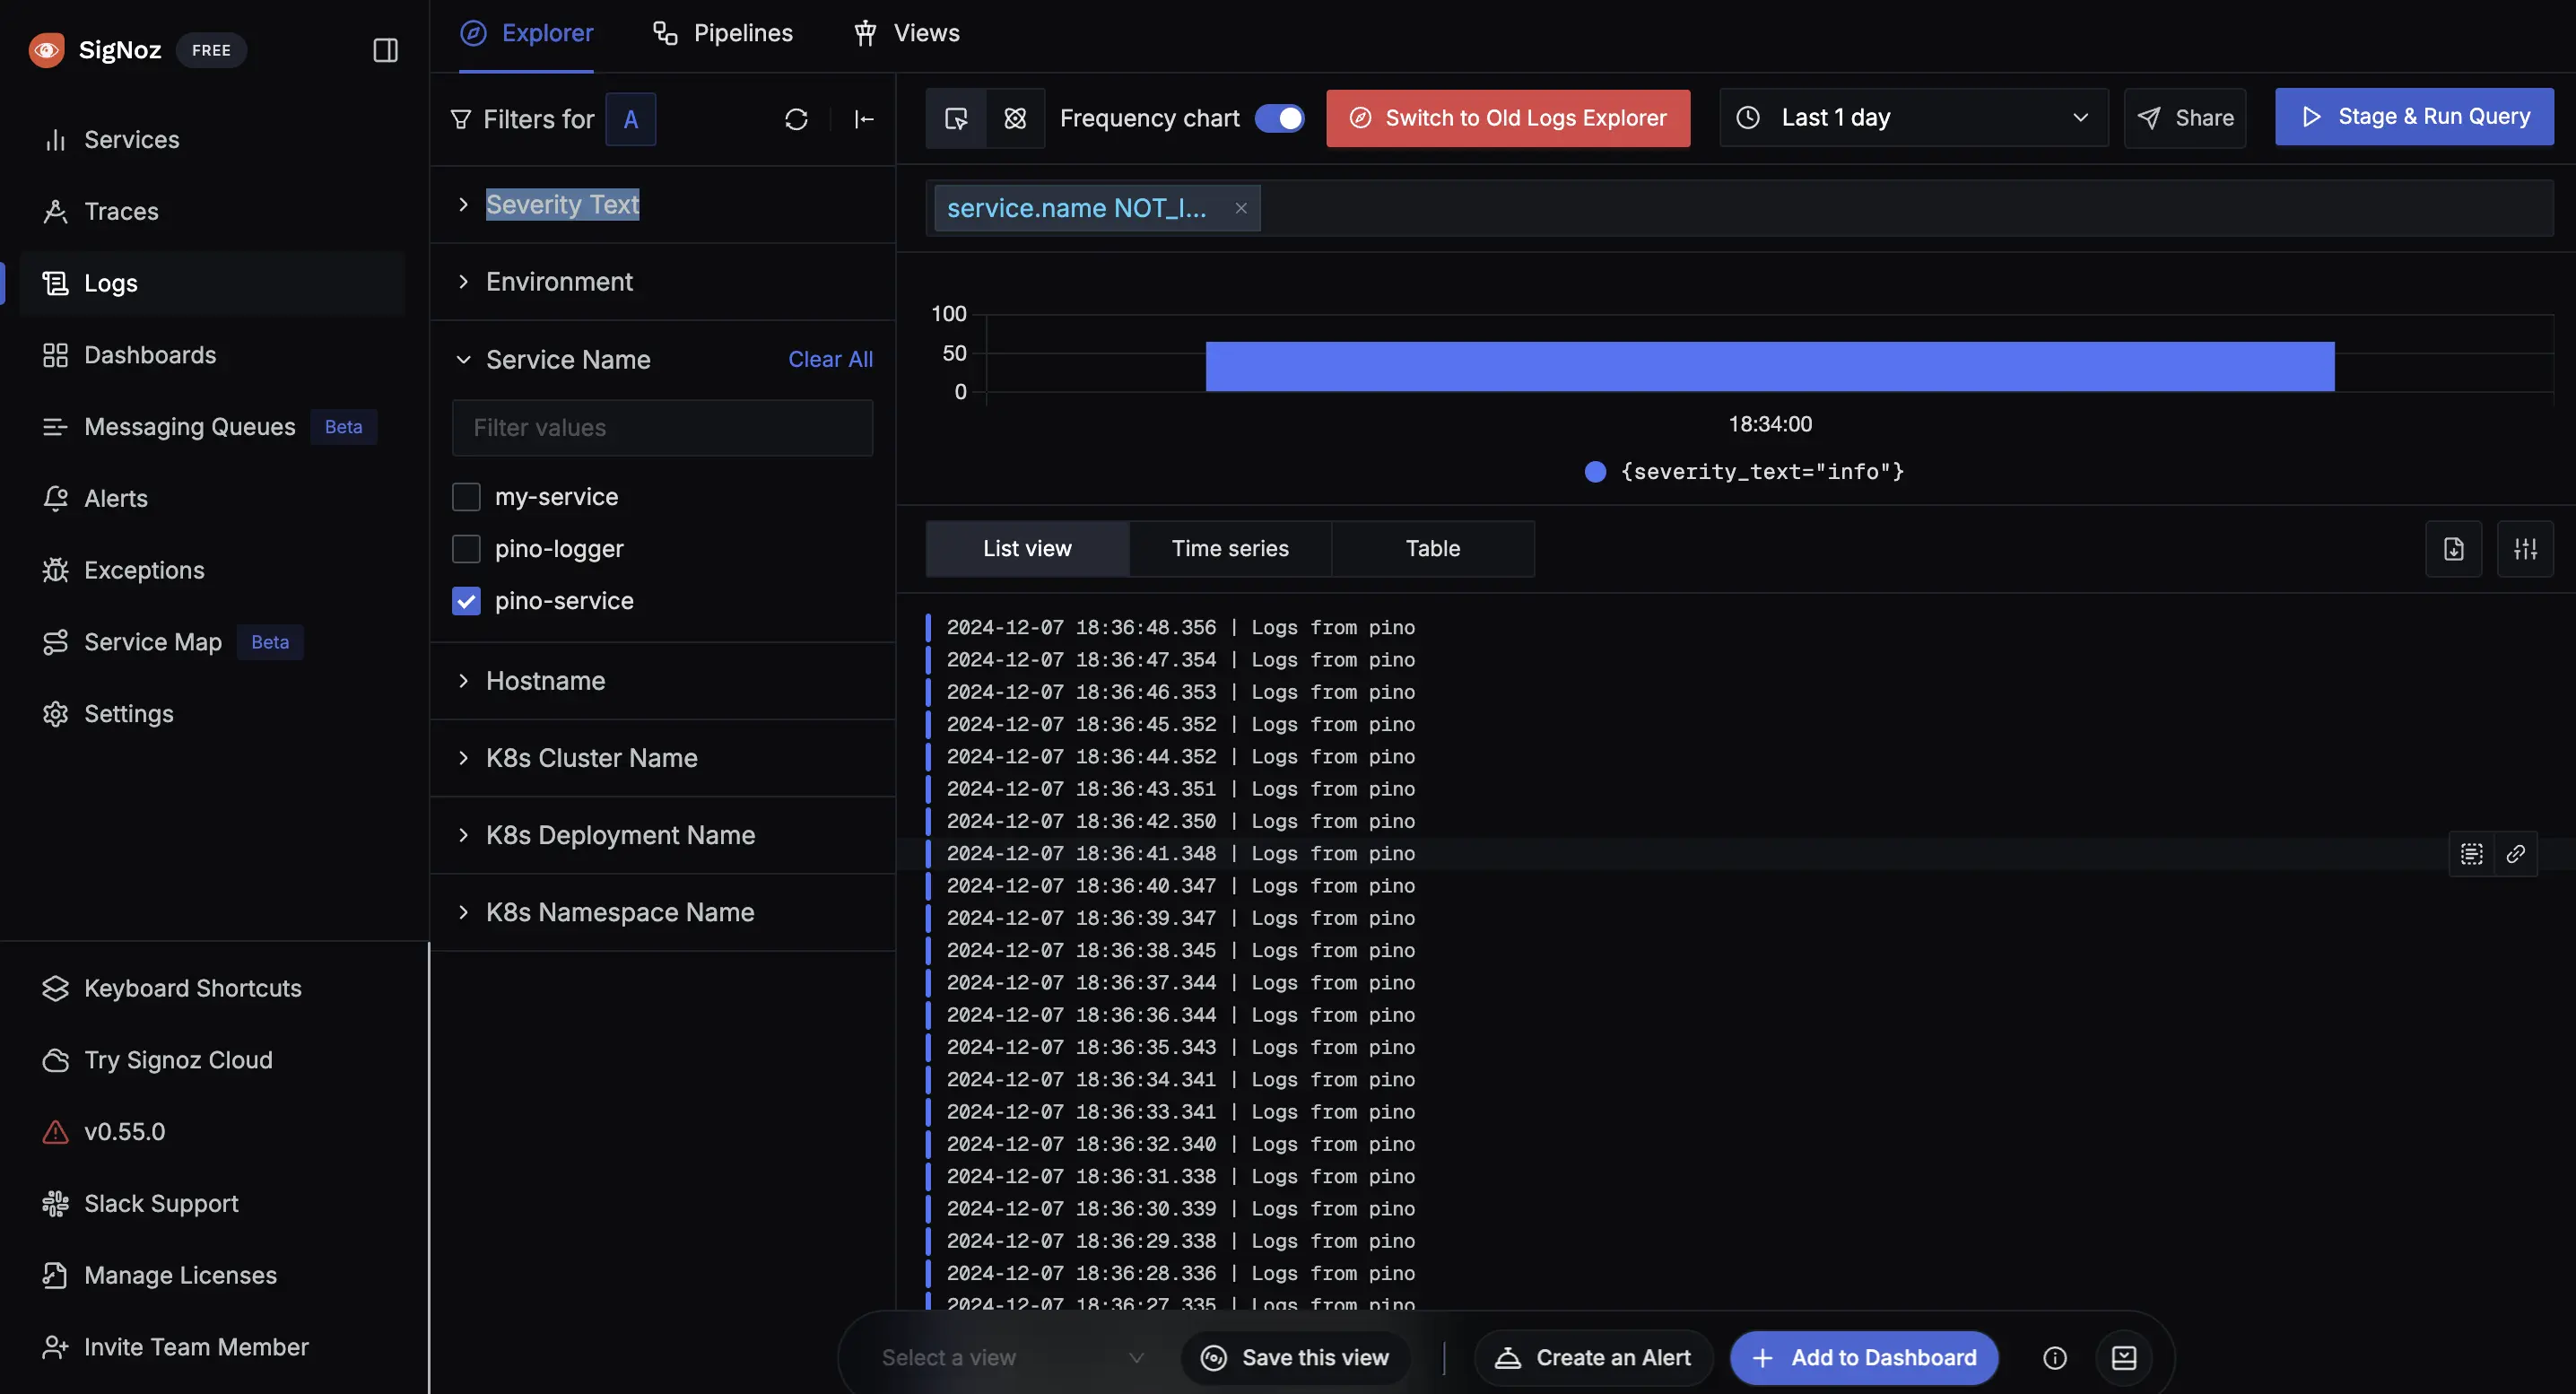 SigNoz FREE
Services
Traces
Logs
Dashboards
Messaging Queues Beta
Alerts
Exceptions
Service Map Beta
Settings
Keyboard Shortcuts
Try Signoz Cloud
v0.55.0
Slack Support
Manage Licenses
Invite Team Member
Explorer Pipelines Views
Filters for A
Severity Text
Environment
Service Name Clear All
Filter values
my-service
pino-logger
pino-service
Hostname
K8s Cluster Name
K8s Deployment Name
K8s Namespace Name
Frequency chart Switch to Old Logs Explorer Last 1 day Share Stage & Run Query
service.name NOT_I...
100
50
0
18:34:00
{severity_text="info"}
List view Time series Table
2024-12-07 18:36:48.356 | Logs from pino
2024-12-07 18:36:47.354 | Logs from pino
2024-12-07 18:36:46.353 | Logs from pino
2024-12-07 18:36:45.352 | Logs from pino
2024-12-07 18:36:44.352 | Logs from pino
2024-12-07 18:36:43.351 | Logs from pino
2024-12-07 18:36:42.350 | Logs from pino
2024-12-07 18:36:41.348 | Logs from pino
2024-12-07 18:36:40.347 | Logs from pino
2024-12-07 18:36:39.347 | Logs from pino
2024-12-07 18:36:38.345 | Logs from pino
2024-12-07 18:36:37.344 | Logs from pino
2024-12-07 18:36:36.344 | Logs from pino
2024-12-07 18:36:35.343 | Logs from pino
2024-12-07 18:36:34.341 | Logs from pino
2024-12-07 18:36:33.341 | Logs from pino
2024-12-07 18:36:32.340 | Logs from pino
2024-12-07 18:36:31.338 | Logs from pino
2024-12-07 18:36:30.339 | Logs from pino
2024-12-07 18:36:29.338 | Logs from pino
2024-12-07 18:36:28.336 | Logs from pino
2024-12-07 18:36:27.335 | Logs from pino
Select a view Save this view Create an Alert + Add to Dashboard